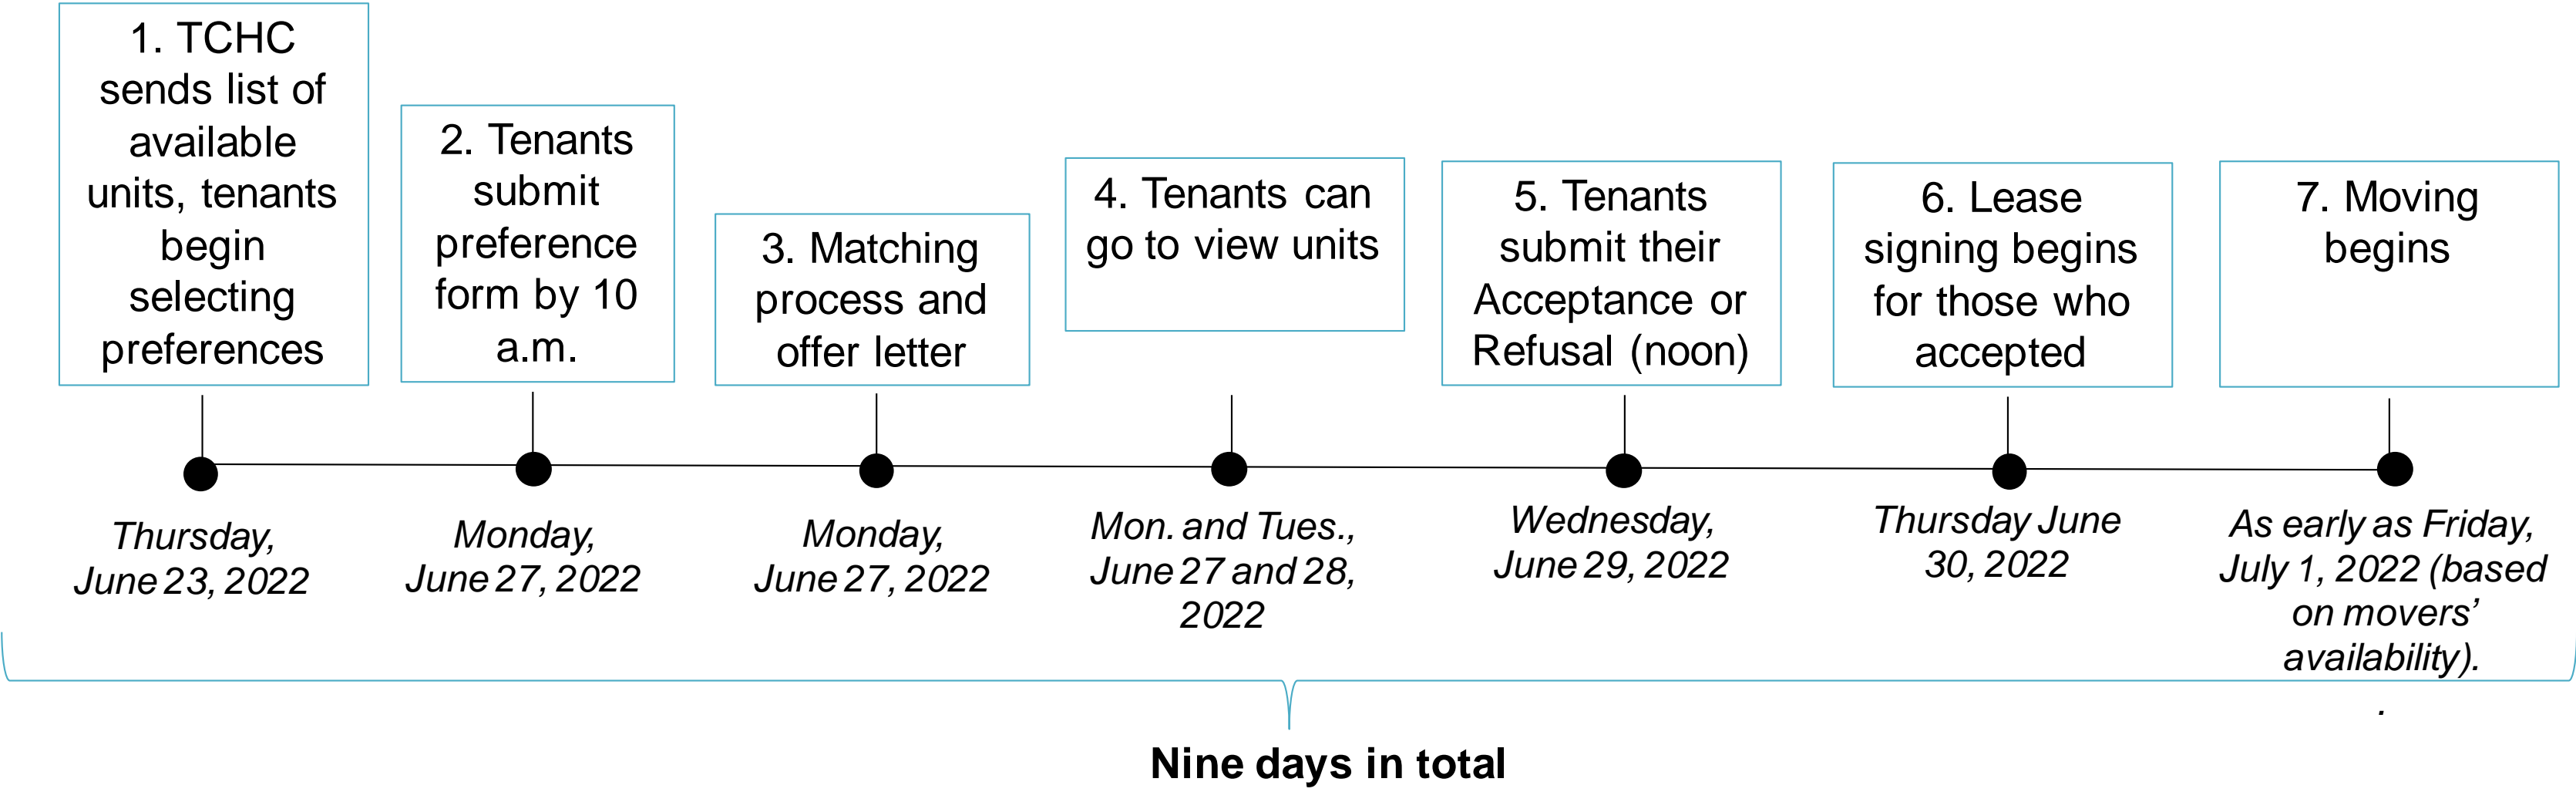 1. TCHC
sends list of
available
units, tenants
begin
selecting
preferences
2. Tenants
submit
preference
form by 10
a.m.
3. Matching
process and
offer letter
4. Tenants can
go to view units
5. Tenants
submit their
Acceptance or
Refusal (noon)
6. Lease
signing begins
for those who
accepted
7. Moving
begins
Thursday,
June 23, 2022
Monday,
June 27, 2022
Monday,
June 27, 2022
Mon. and Tues.,
June 27 and 28,
2022
Wednesday,
June 29, 2022
Thursday June
30, 2022
As early as Friday,
July 1, 2022 (based
on movers’
availability).
.
Nine days in total